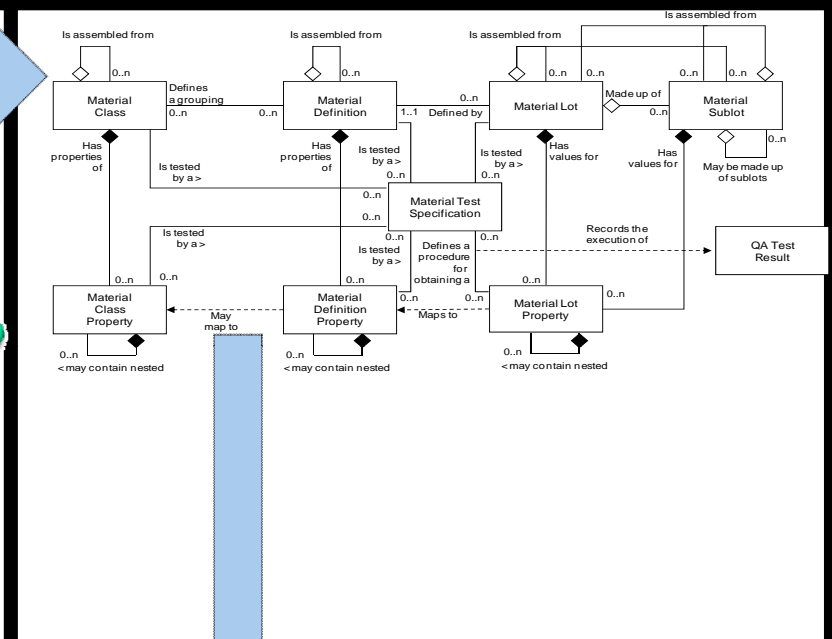 Is assembled from
Is assembled from
Is assembled from
Is assembled from
0..n
0..n
0..n
0..n
0..n
0..n
Material
Class
Defines
a grouping
0..n
0..n
Material
Definition
1..1
0..n
Defined by
Material Lot
Made up of
0..n
Material
Sublot
0..n
May be made up
of sublots
Has
properties
of
Is tested
by a >
0..n
Has
properties
of
Is tested
by a >
0..n
Is tested
by a >
0..n
Has
values for
Has
values for
Material Test
Specification
0..n
Is tested
by a >
0..n
Is tested
by a >
0..n
Defines a
procedure
for
obtaining a
Records the
execution of
QA Test
Result
0..n
0..n
0..n
0..n
0..n
0..n
0..n
Material
Class
Property
May
map to
Material
Definition
Property
Maps to
Material Lot
Property
0..n
0..n
< may contain nested
0..n
< may contain nested
0..n
< may contain nested